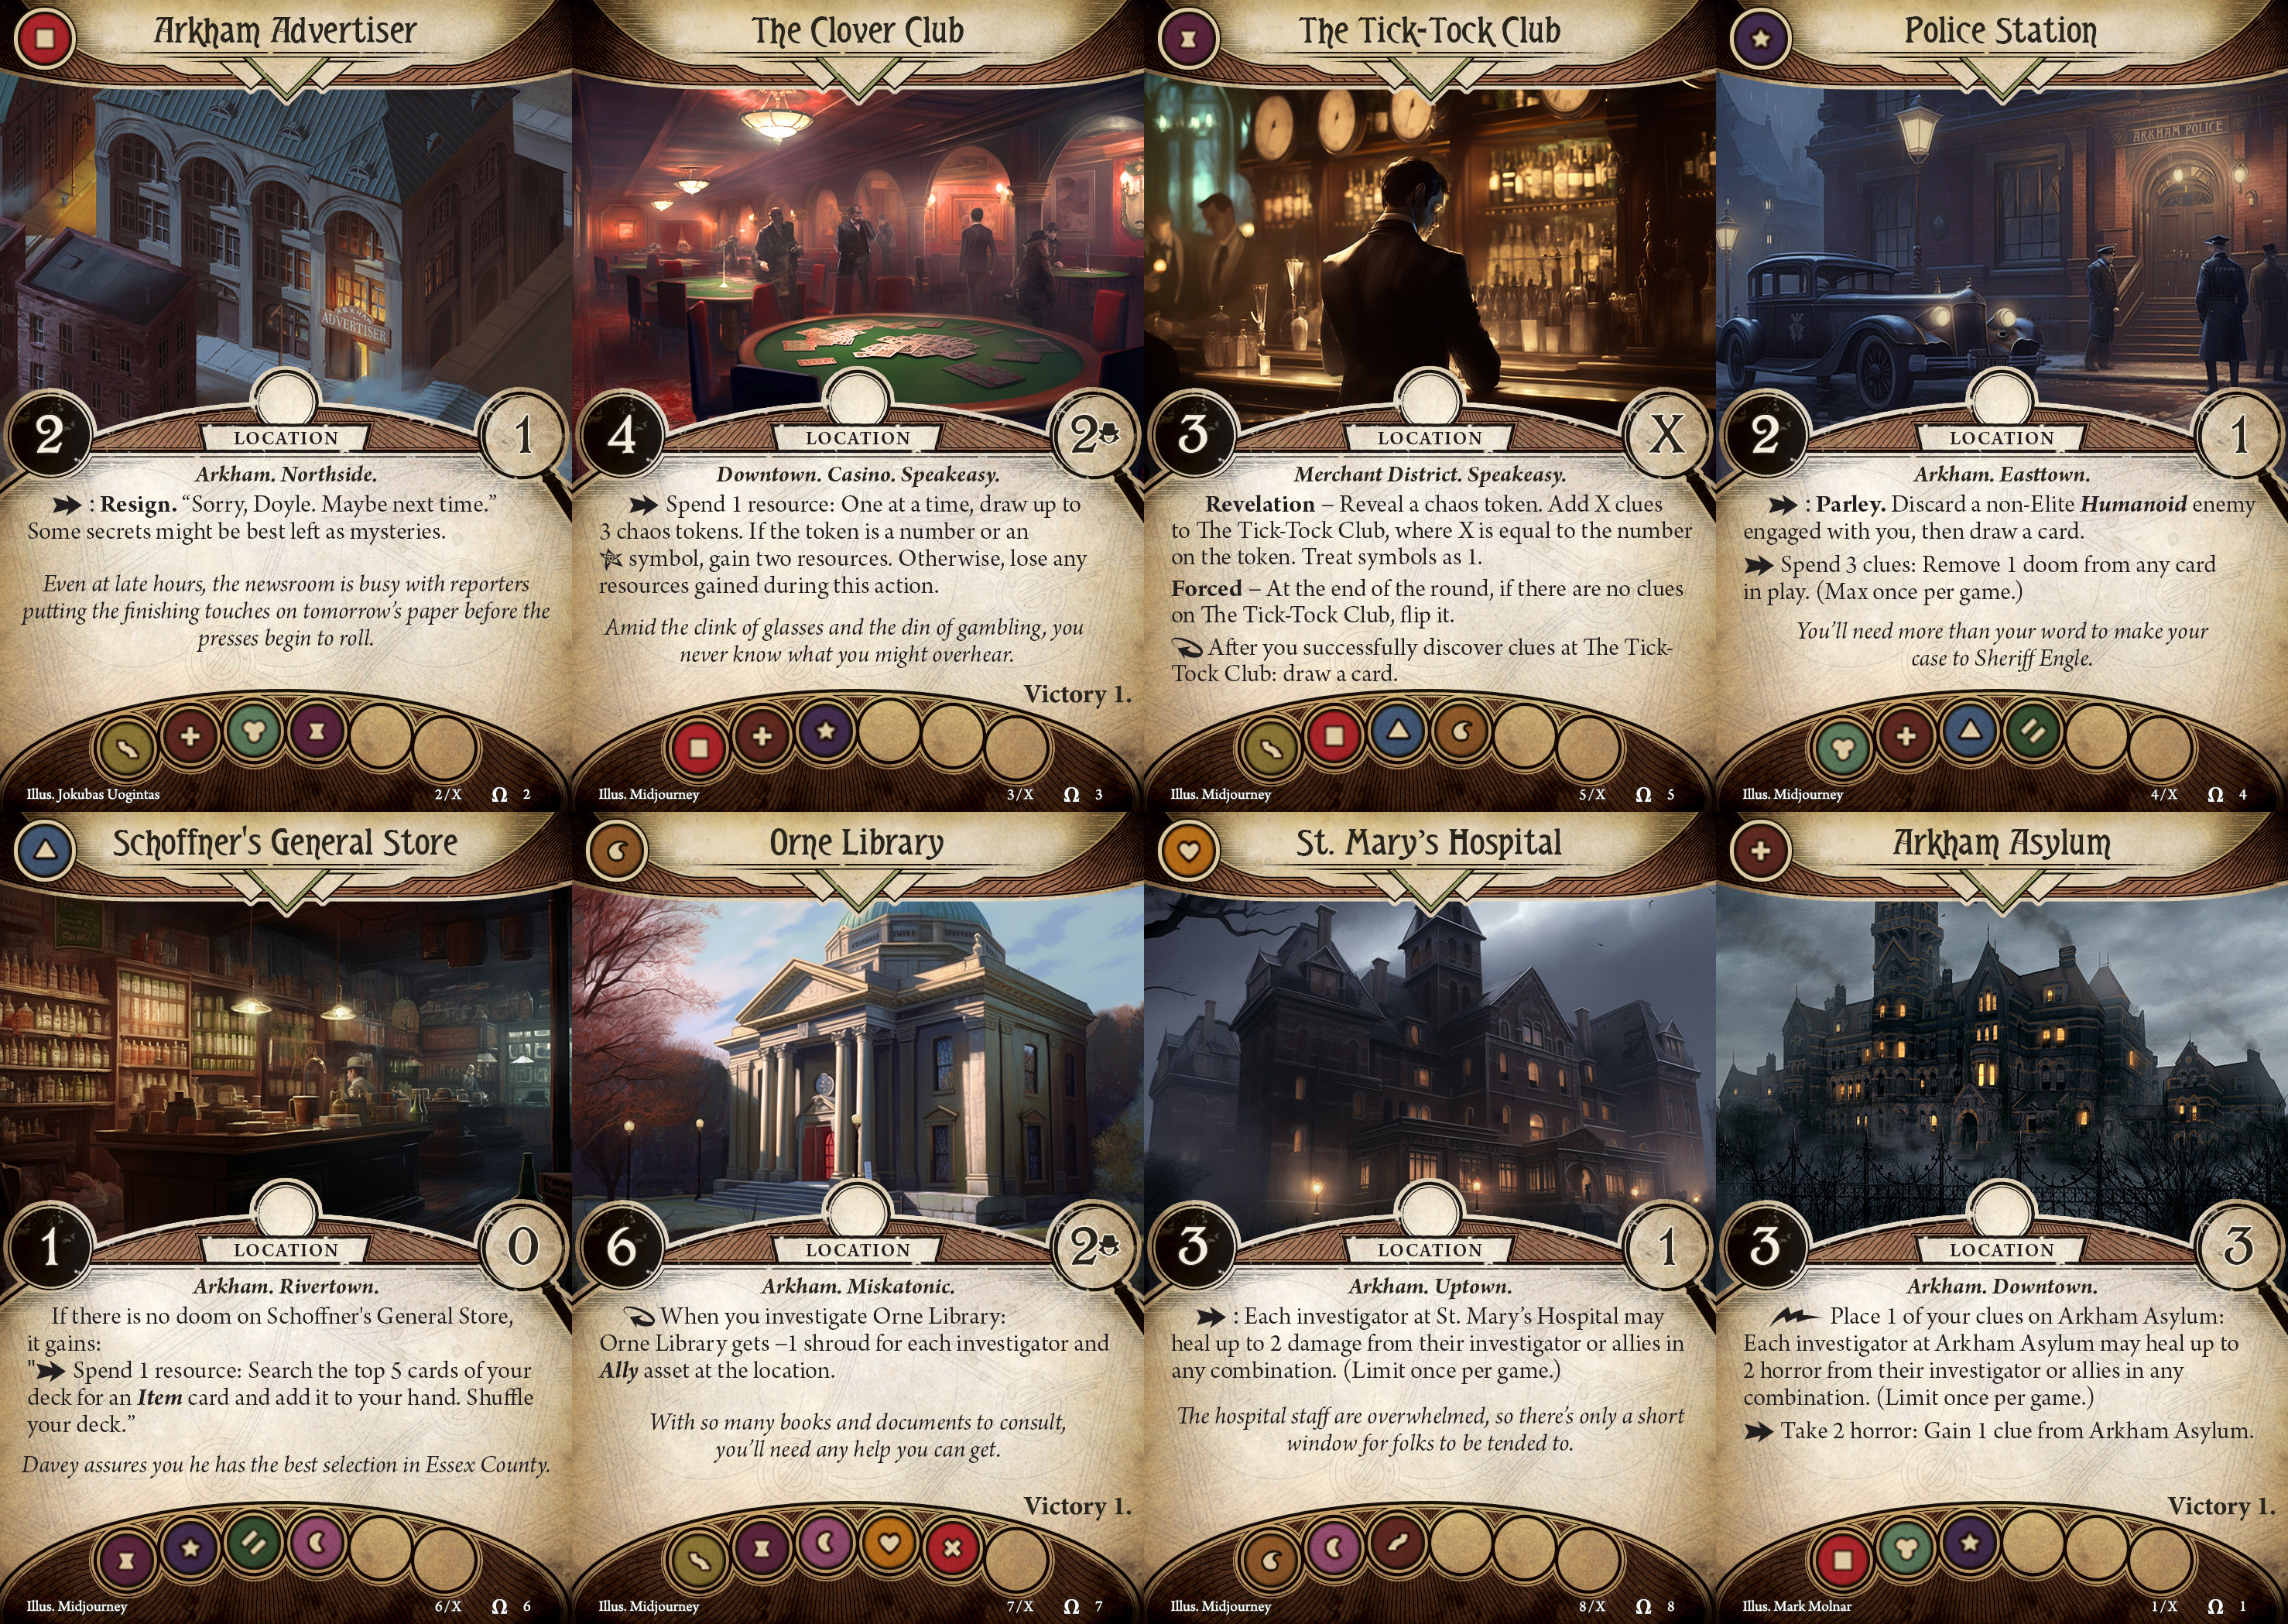 Arkham Advertiser
ARKHAM
ADVERTISER
2
1
LOCATION
Arkham. Northside.
: Resign. “Sorry, Doyle. Maybe next time.”
Some secrets might be best left as mysteries.
Even at late hours, the newsroom is busy with reporters
putting the finishing touches on tomorrow’s paper before the
presses begin to roll.
Illus. Jokubas Uogintas
2/X
Ω 2
The Clover Club
4
2
LOCATION
Downtown. Casino. Speakeasy.
Spend 1 resource: One at a time, draw up to
3 chaos tokens. If the token is a number or an
symbol, gain two resources. Otherwise, lose any
resources gained during this action.
Amid the clink of glasses and the din of gambling, you
never know what you might overhear.
Victory 1.
Illus. Midjourney
3/X
Ω 3
The Tick-Tock Club
3
X
LOCATION
Merchant District. Speakeasy.
Revelation – Reveal a chaos token. Add X clues
to The Tick-Tock Club, where X is equal to the number
on the token. Treat symbols as 1.
Forced – At the end of the round, if there are no clues
on The Tick-Tock Club, flip it.
After you successfully discover clues at The Tick-
Tock Club: draw a card.
Illus. Midjourney
5/X
Ω 5
Police Station
ARKHAM POLICE
2
1
LOCATION
Arkham. Easttown.
: Parley. Discard a non-Elite Humanoid enemy
engaged with you, then draw a card.
Spend 3 clues: Remove 1 doom from any card
in play. (Max once per game.)
You’ll need more than your word to make your
case to Sheriff Engle.
Illus. Midjourney
4/X
Ω 4
Schoffner's General Store
1
0
LOCATION
Arkham. Rivertown.
If there is no doom on Schoffner's General Store,
it gains:
" Spend 1 resource: Search the top 5 cards of your
deck for an Item card and add it to your hand. Shuffle
your deck.”
Davey assures you he has the best selection in Essex County.
Illus. Midjourney
6/X
Ω 6
Orne Library
6
2
LOCATION
Arkham. Miskatonic.
When you investigate Orne Library:
Orne Library gets −1 shroud for each investigator and
Ally asset at the location.
With so many books and documents to consult,
you’ll need any help you can get.
Victory 1.
Illus. Midjourney
7/X
Ω 7
St. Mary’s Hospital
3
1
LOCATION
Arkham. Uptown.
: Each investigator at St. Mary’s Hospital may
heal up to 2 damage from their investigator or allies in
any combination. (Limit once per game.)
The hospital staff are overwhelmed, so there’s only a short
window for folks to be tended to.
Illus. Midjourney
8/X
Ω 8
Arkham Asylum
3
3
LOCATION
Arkham. Downtown.
Place 1 of your clues on Arkham Asylum:
Each investigator at Arkham Asylum may heal up to
2 horror from their investigator or allies in any
combination. (Limit once per game.)
Take 2 horror: Gain 1 clue from Arkham Asylum.
Victory 1.
Illus. Mark Molnar
1/X
Ω 1